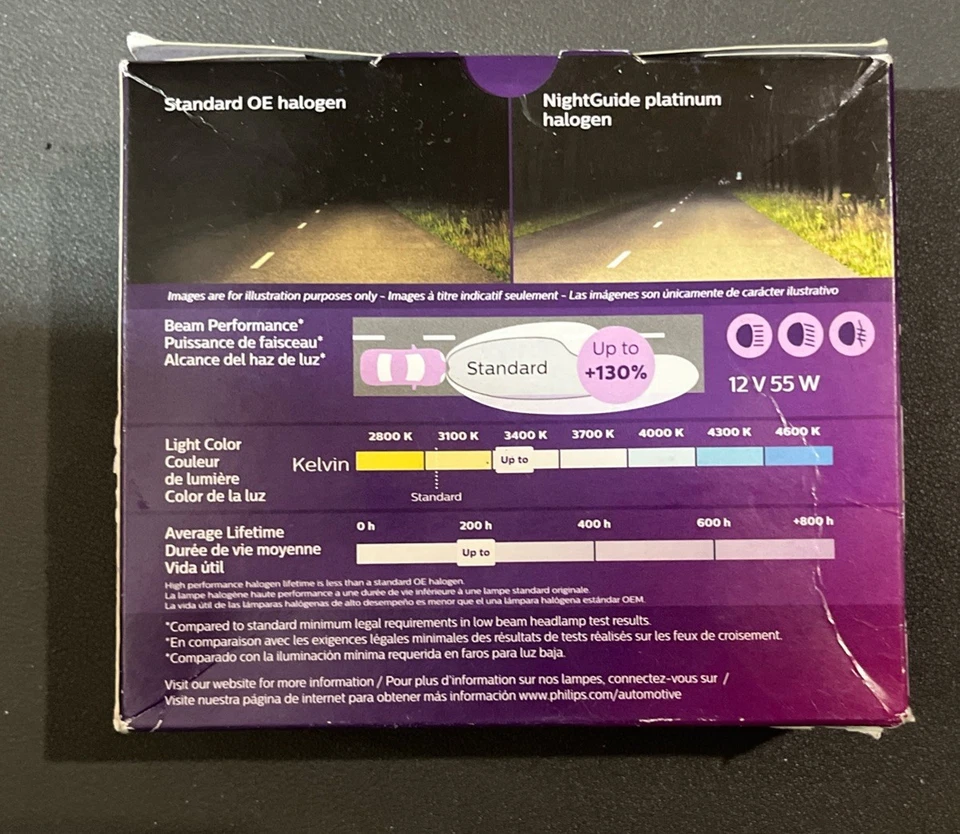 Standard OE halogen
NightGuide platinum
halogen
Images are for illustration purposes only – Images à titre indicatif seulement – Las imágenes son únicamente de carácter ilustrativo
Beam Performance*
Puissance de faisceau*
Alcance del haz de luz*
Standard
Up to
+130%
12 V 55 W
Light Color
Couleur
de lumière
Color de la luz
Kelvin
2800 K 3100 K 3400 K 3700 K 4000 K 4300 K 4600 K
Up to
Standard
Average Lifetime
Durée de vie moyenne
Vida útil
0 h 200 h 400 h 600 h +800 h
Up to
High performance halogen lifetime is less than a standard OE halogen.
La lampe halogène haute performance a une durée de vie inférieure à une lampe standard originale.
La vida útil de las lámparas halógenas de alto desempeño es menor que el una lámpara halógena estándar OEM.
*Compared to standard minimum legal requirements in low beam headlamp test results.
*En comparaison avec les exigences légales minimales des résultats de tests réalisés sur les feux de croisement.
*Comparado con la iluminación mínima requerida en faros para luz baja.
Visit our website for more information / Pour plus d'information sur nos lampes, connectez-vous sur /
Visite nuestra página de internet para obtener más información www.philips.com/automotive